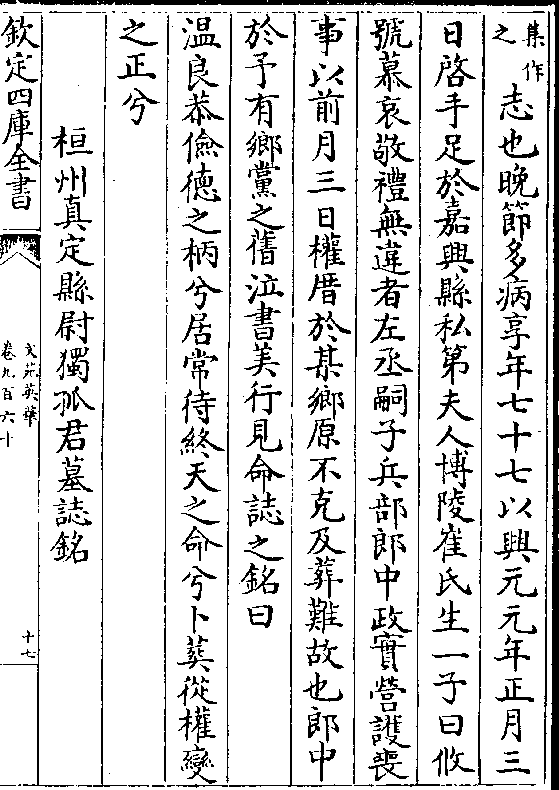 集作
之
志也晚節多病享年七十七以興元元年正月三
日啓手足於嘉興縣私第夫人博陵崔氏生一子曰攸
號慕哀敬禮無違者左丞嗣子兵部郎中政實營護喪
事以前月三日權厝於某鄉原不克及葬難故也郎中
於予有鄉黨之舊泣書美行見命誌之銘曰
温良恭儉德之柄兮居常待終天之命兮卜葬從權變
之正兮
桓州真定縣尉獨孤君墓誌銘
欽定四庫全書
文苑英華
卷九百六十
十七